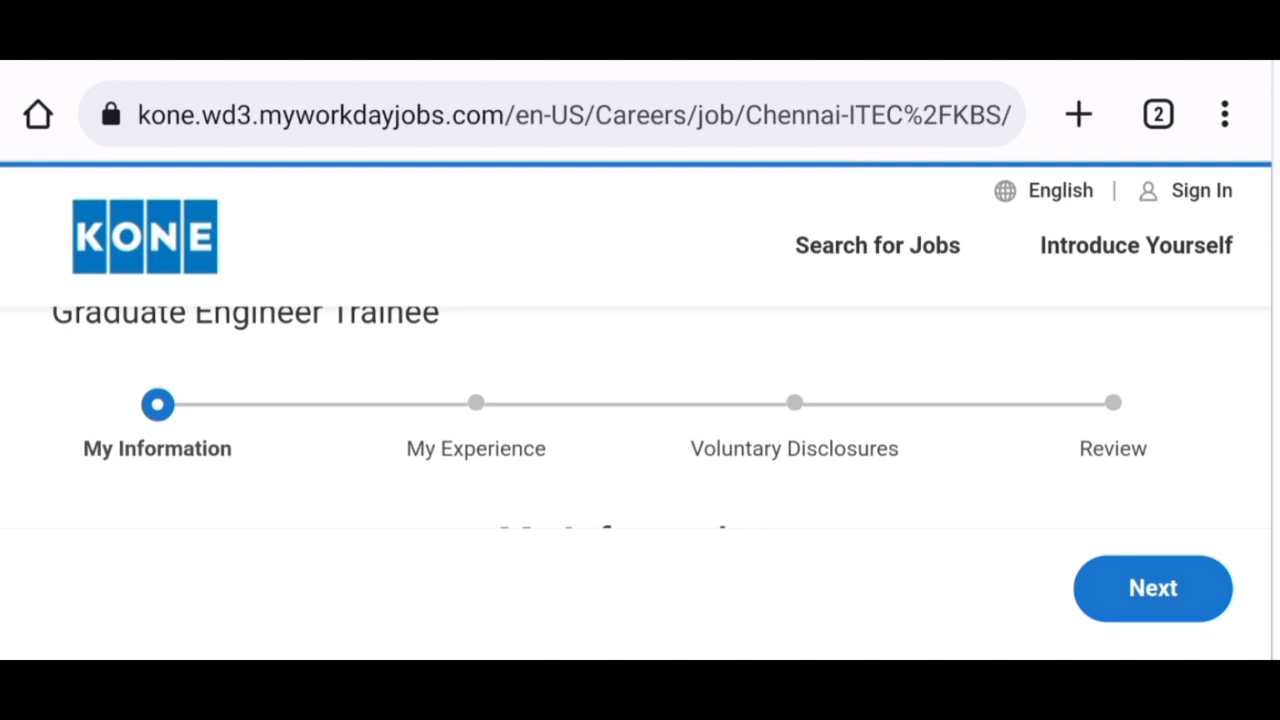 kone.wd3.myworkdayjobs.com/en-US/Careers/job/Chennai-ITEC%2FKBS/
2
English | Sign In
KONE
Search for Jobs Introduce Yourself
Graduate Engineer Trainee
My Information My Experience Voluntary Disclosures Review
Next